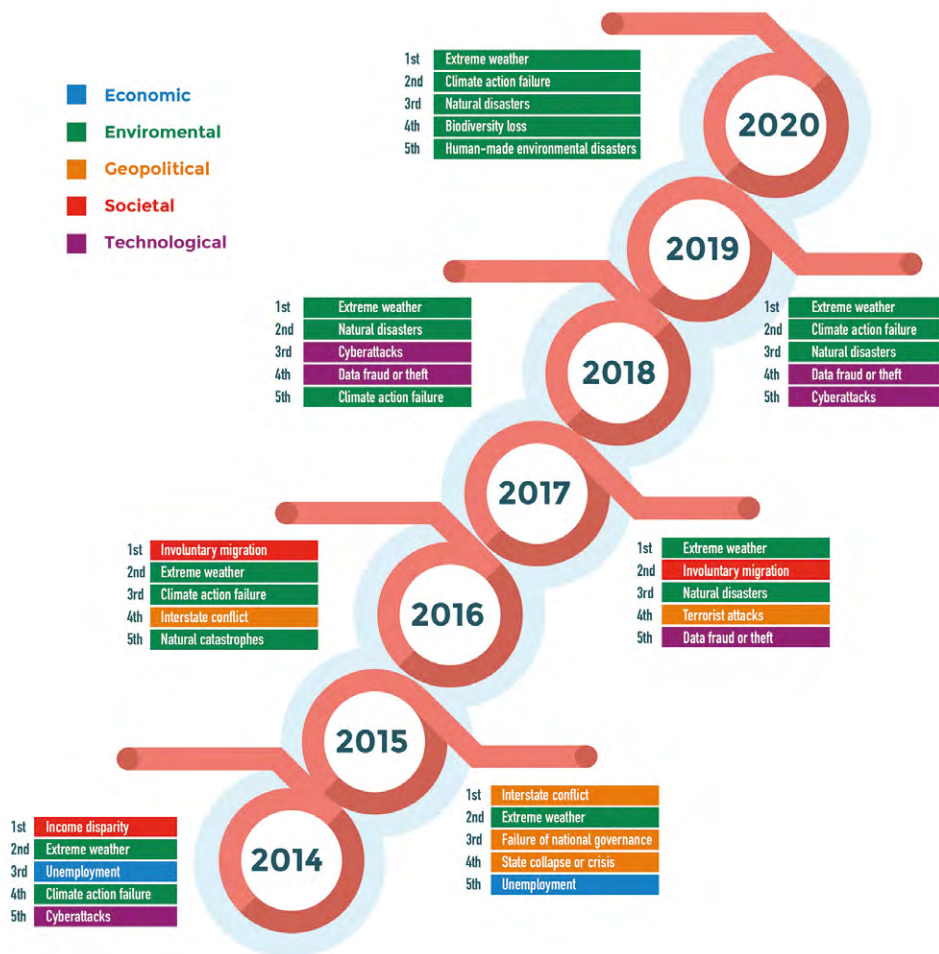 Economic
Enviromental
Geopolitical
Societal
Technological
1st Extreme weather
2nd Climate action failure
3rd Natural disasters
4th Biodiversity loss
5th Human-made environmental disasters
2020
2019
1st Extreme weather
2nd Natural disasters
3rd Cyberattacks
4th Data fraud or theft
5th Climate action failure
2018
1st Extreme weather
2nd Climate action failure
3rd Natural disasters
4th Data fraud or theft
5th Cyberattacks
2017
1st Involuntary migration
2nd Extreme weather
3rd Climate action failure
4th Interstate conflict
5th Natural catastrophes
2016
1st Extreme weather
2nd Involuntary migration
3rd Natural disasters
4th Terrorist attacks
5th Data fraud or theft
2015
1st Income disparity
2nd Extreme weather
3rd Unemployment
4th Climate action failure
5th Cyberattacks
2014
1st Interstate conflict
2nd Extreme weather
3rd Failure of national governance
4th State collapse or crisis
5th Unemployment